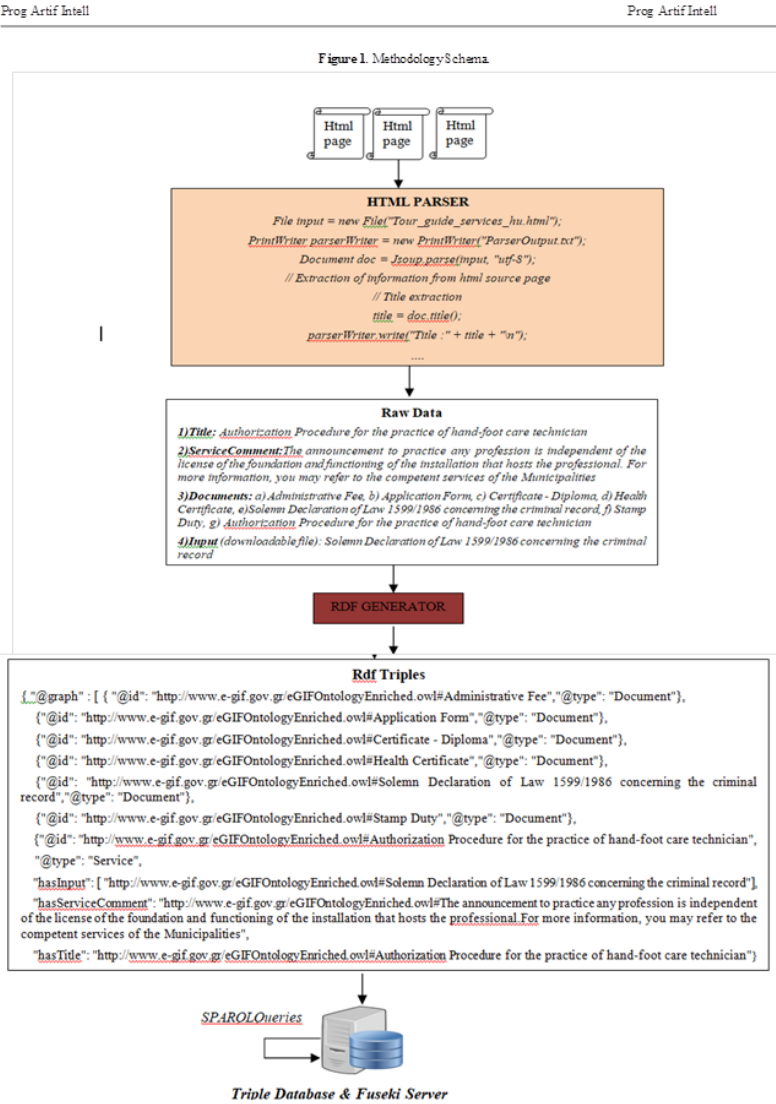 Prog Artif Intell Prog Artif Intell
Figure 1. Methodology Schema.
Html page
Html page
Html page
HTML PARSER
File input = new File("Tour_guide_services_hu.html");
PrintWriter parserWriter = new PrintWriter("ParserOutput.txt");
Document doc = Jsoup.parse(input, "utf-8");
// Extraction of information from html source page
// Title extraction
title = doc.title();
parserWriter.write("Title :" + title + "\n");
....
Raw Data
1)Title: Authorization Procedure for the practice of hand-foot care technician
2)ServiceComment:The announcement to practice any profession is independent of the
license of the foundation and functioning of the installation that hosts the professional. For
more information, you may refer to the competent services of the Municipalities
3)Documents: a) Administrative Fee, b) Application Form, c) Certificate - Diploma, d) Health
Certificate, e)Solemn Declaration of Law 1599/1986 concerning the criminal record, f) Stamp
Duty, g) Authorization Procedure for the practice of hand-foot care technician
4)Input (downloadable file): Solemn Declaration of Law 1599/1986 concerning the criminal
record
RDF GENERATOR
Rdf Triples
{ "@graph" : [ { "@id": "http://www.e-gif.gov.gr/eGIFOntologyEnriched.owl#Administrative Fee","@type": "Document"},
{"@id": "http://www.e-gif.gov.gr/eGIFOntologyEnriched.owl#Application Form","@type": "Document"},
{"@id": "http://www.e-gif.gov.gr/eGIFOntologyEnriched.owl#Certificate - Diploma","@type": "Document"},
{"@id": "http://www.e-gif.gov.gr/eGIFOntologyEnriched.owl#Health Certificate","@type": "Document"},
{"@id": "http://www.e-gif.gov.gr/eGIFOntologyEnriched.owl#Solemn Declaration of Law 1599/1986 concerning the criminal
record","@type": "Document"},
{"@id": "http://www.e-gif.gov.gr/eGIFOntologyEnriched.owl#Stamp Duty","@type": "Document"},
{"@id": "http://www.e-gif.gov.gr/eGIFOntologyEnriched.owl#Authorization Procedure for the practice of hand-foot care technician",
"@type": "Service",
"hasInput": [ "http://www.e-gif.gov.gr/eGIFOntologyEnriched.owl#Solemn Declaration of Law 1599/1986 concerning the criminal record"],
"hasServiceComment": "http://www.e-gif.gov.gr/eGIFOntologyEnriched.owl#The announcement to practice any profession is independent
of the license of the foundation and functioning of the installation that hosts the professional.For more information, you may refer to the
competent services of the Municipalities",
"hasTitle": "http://www.e-gif.gov.gr/eGIFOntologyEnriched.owl#Authorization Procedure for the practice of hand-foot care technician"}
SPARQLQueries
Triple Database & Fuseki Server